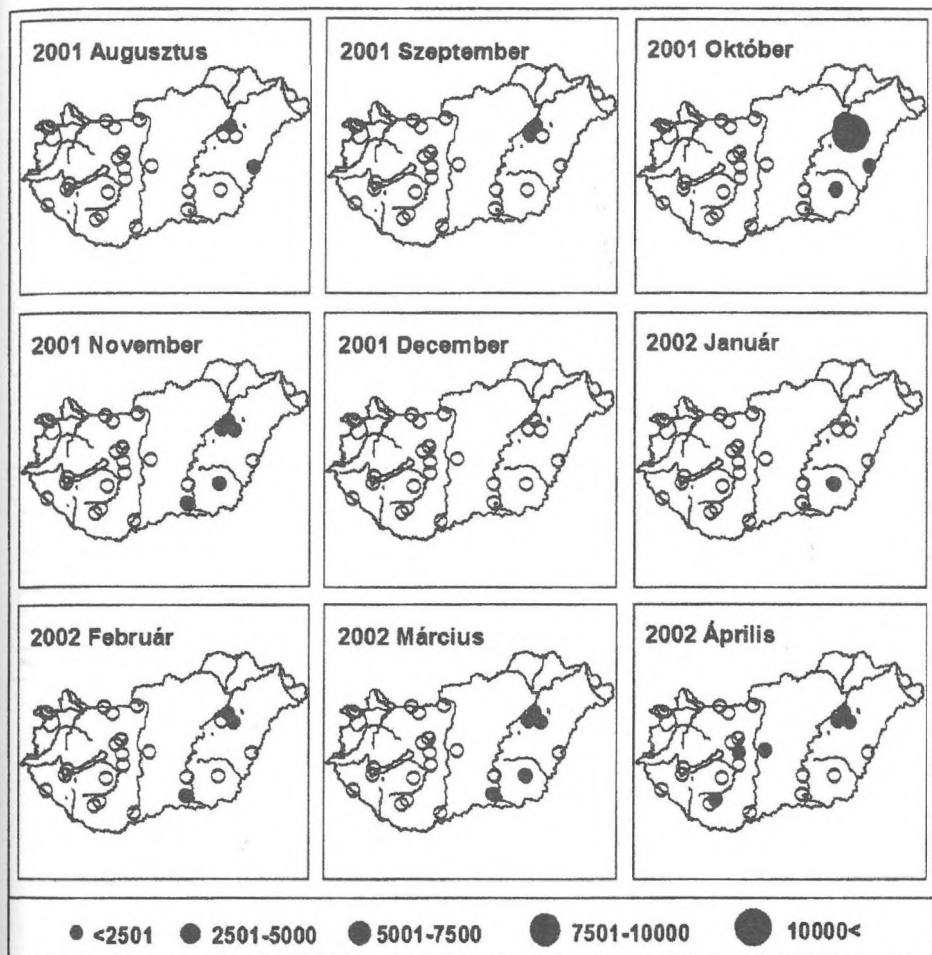 2001 Augusztus
2001 Szeptember
2001 Október
2001 November
2001 December
2002 Január
2002 Február
2002 Március
2002 Április
<2501 2501-5000 5001-7500 7501-10000 10000<